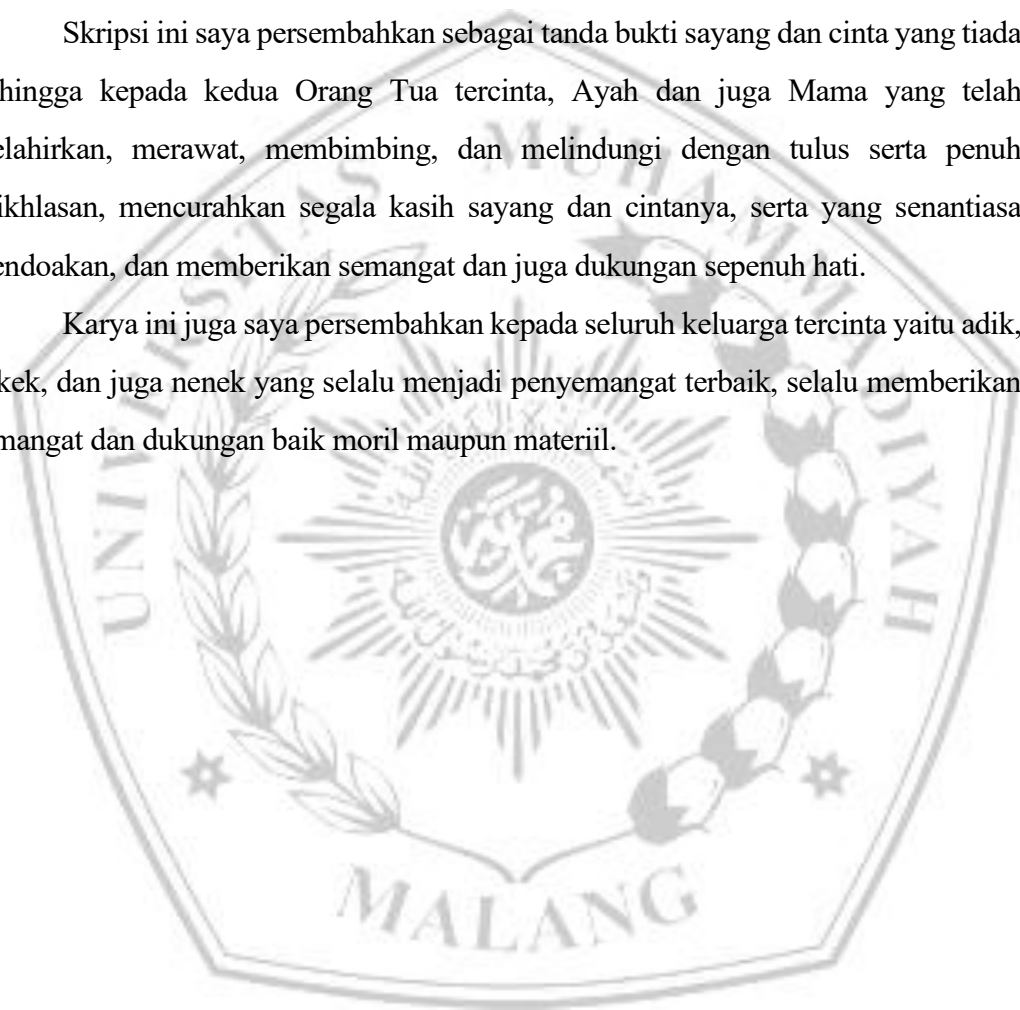 Skripsi ini saya persembahkan sebagai tanda bukti sayang dan cinta yang tiada
hingga kepada kedua Orang Tua tercinta, Ayah dan juga Mama yang telah
elahirkan, merawat, membimbing, dan melindungi dengan tulus serta penuh
ikhlasan, mencurahkan segala kasih sayang dan cintanya, serta yang senantiasa
endoakan, dan memberikan semangat dan juga dukungan sepenuh hati.
Karya ini juga saya persembahkan kepada seluruh keluarga tercinta yaitu adik,
kek, dan juga nenek yang selalu menjadi penyemangat terbaik, selalu memberikan
mangat dan dukungan baik moril maupun materiil.
UNIVERSITAS MUHAMMADIYAH
MALANG